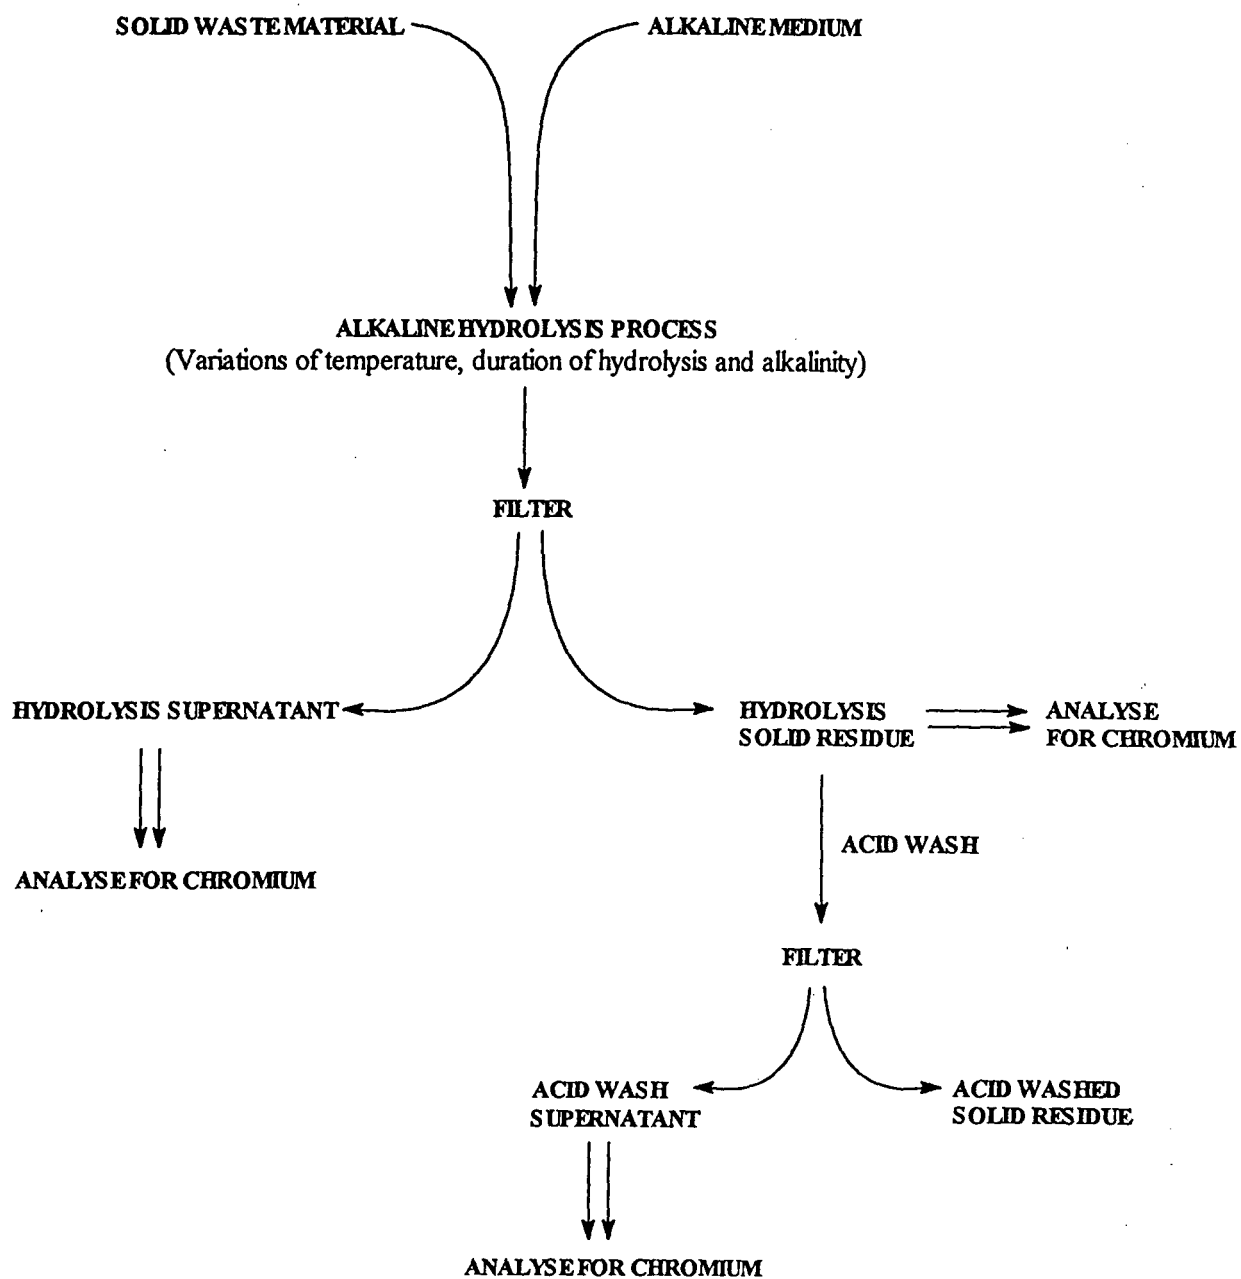 SOLID WASTE MATERIAL
ALKALINE MEDIUM
ALKALINE HYDROLYSIS PROCESS
(Variations of temperature, duration of hydrolysis and alkalinity)
FILTER
HYDROLYSIS SUPERNATANT
HYDROLYSIS
SOLID RESIDUE
ANALYSE
FOR CHROMIUM
ANALYSE FOR CHROMIUM
ACID WASH
FILTER
ACID WASH
SUPERNATANT
ACID WASHED
SOLID RESIDUE
ANALYSE FOR CHROMIUM